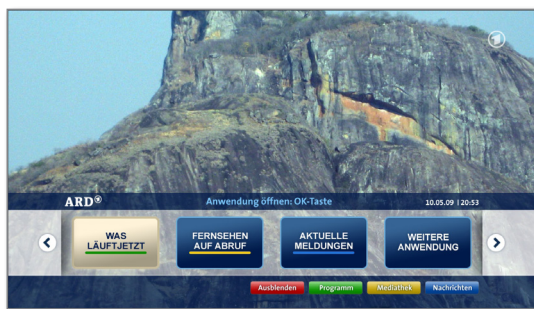 ARD
Anwendung öffnen: OK-Taste
10.05.09 | 20:53
WAS
LÄUFTJETZT
FERNSEHEN
AUF ABRUF
AKTUELLE
MELDUNGEN
WEITERE
ANWENDUNG
Ausblenden
Programm
Mediathek
Nachrichten